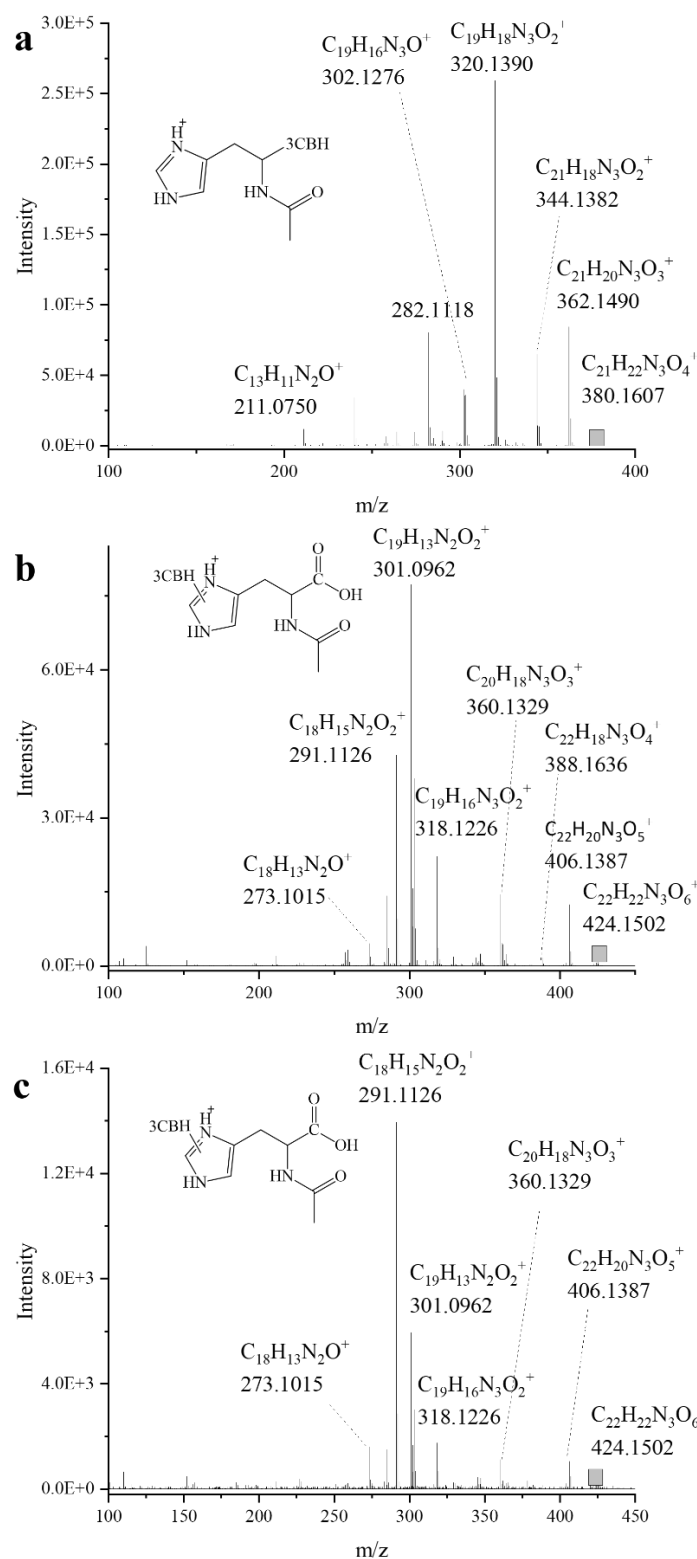 a
3.0E+5
2.5E+5
2.0E+5
1.5E+5
1.0E+5
5.0E+4
0.0E+0
Intensity
C₁₉H₁₆N₃O⁺
302.1276
C₁₉H₁₈N₃O₂⁺
320.1390
C₂₁H₁₈N₃O₂⁺
344.1382
C₂₁H₂₀N₃O₃⁺
362.1490
282.1118
C₁₃H₁₁N₂O⁺
211.0750
C₂₁H₂₂N₃O₄⁺
380.1607
H
+
N
3CBH
HN
HN
O
100 200 300 400
m/z
b
6.0E+4
3.0E+4
0.0E+0
Intensity
C₁₉H₁₃N₂O₂⁺
301.0962
C₂₀H₁₈N₃O₃⁺
360.1329
C₁₈H₁₅N₂O₂⁺
291.1126
C₂₂H₁₈N₃O₄⁺
388.1636
C₁₉H₁₆N₃O₂⁺
318.1226
C₂₂H₂₀N₃O₅⁺
406.1387
C₁₈H₁₃N₂O⁺
273.1015
C₂₂H₂₂N₃O₆⁺
424.1502
3CBH
H
+
N
O
C
OH
HN
HN
O
100 200 300 400
m/z
c
1.6E+4
1.2E+4
8.0E+3
4.0E+3
0.0E+0
Intensity
C₁₈H₁₅N₂O₂⁺
291.1126
C₂₀H₁₈N₃O₃⁺
360.1329
C₁₉H₁₃N₂O₂⁺
301.0962
C₂₂H₂₀N₃O₅⁺
406.1387
C₁₈H₁₃N₂O⁺
273.1015
C₁₉H₁₆N₃O₂⁺
318.1226
C₂₂H₂₂N₃O₆
424.1502
3CBH
H
+
N
O
C
OH
HN
HN
O
100 150 200 250 300 350 400 450
m/z